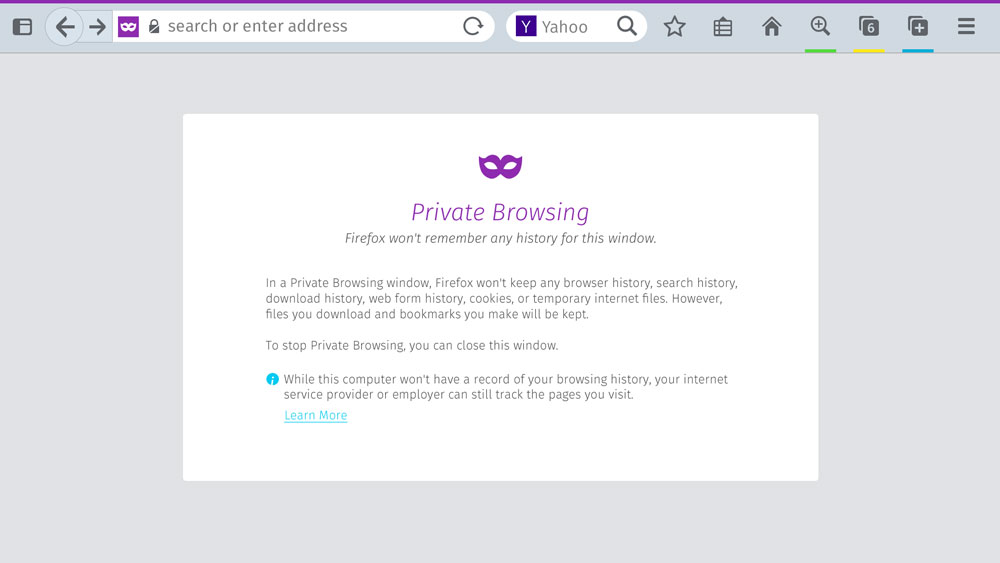 search or enter address
Y Yahoo
6
Private Browsing
Firefox won't remember any history for this window.
In a Private Browsing window, Firefox won't keep any browser history, search history,
download history, web form history, cookies, or temporary internet files. However,
files you download and bookmarks you make will be kept.
To stop Private Browsing, you can close this window.
While this computer won't have a record of your browsing history, your internet
service provider or employer can still track the pages you visit.
Learn More